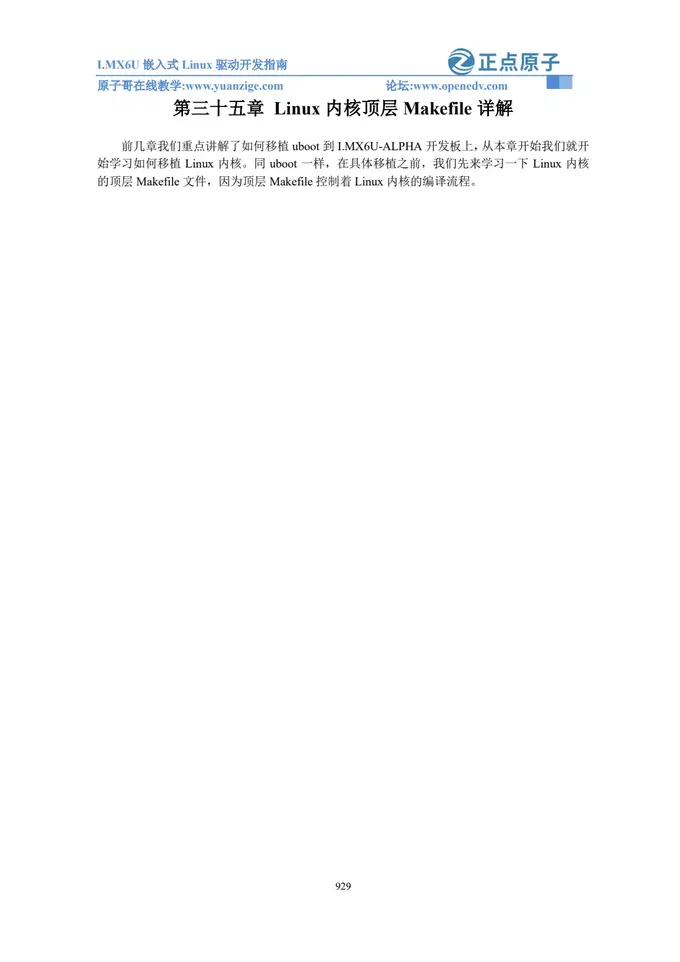 I.MX6U 嵌入式 Linux 驱动开发指南
正点原子
原子哥在线教学:www.yuanzige.com 论坛:www.openedv.com
第三十五章 Linux 内核顶层 Makefile 详解
前几章我们重点讲解了如何移植 uboot 到 I.MX6U-ALPHA 开发板上，从本章开始我们就开
始学习如何移植 Linux 内核。同 uboot 一样，在具体移植之前，我们先来学习一下 Linux 内核
的顶层 Makefile 文件，因为顶层 Makefile 控制着 Linux 内核的编译流程。
929